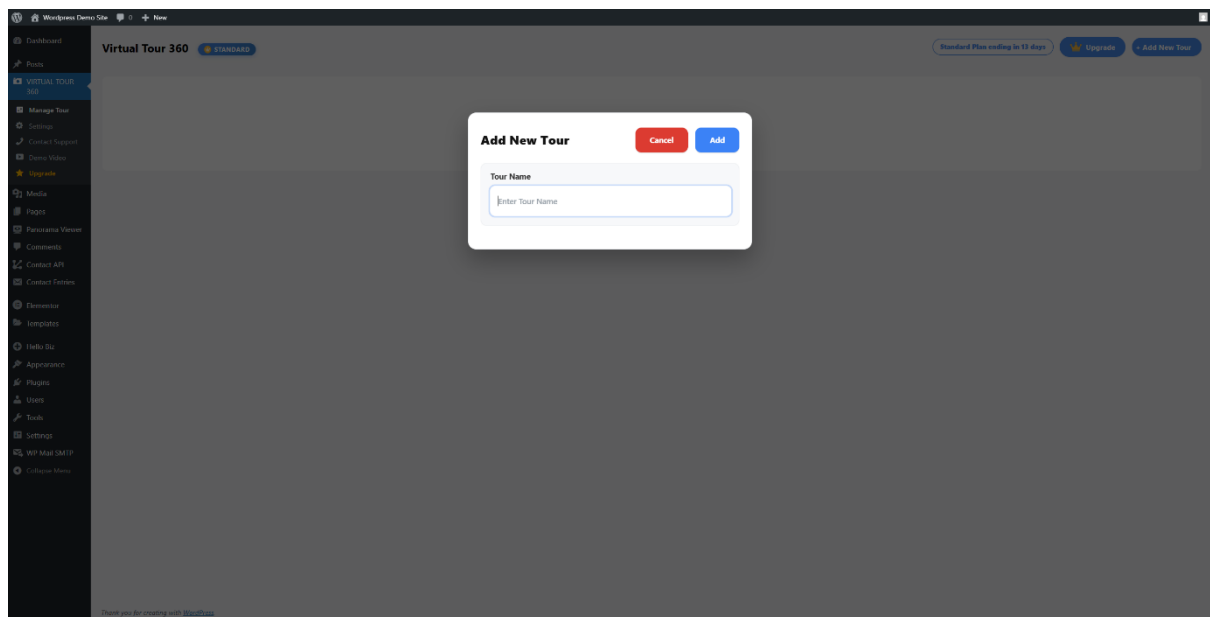 Wordpress Demo Site 0 + New
Dashboard
Posts
VIRTUAL TOUR
360
Manage Tour
Settings
Contact Support
Demo Video
Upgrade
Media
Pages
Panorama Viewer
Comments
Contact API
Contact Entries
Elementor
Templates
Hello Biz
Appearance
Plugins
Users
Tools
Settings
WP Mail SMTP
Collapse Menu
Virtual Tour 360 STANDARD
Standard Plan ending in 13 days Upgrade + Add New Tour
Add New Tour Cancel Add
Tour Name
Enter Tour Name
Thank you for creating with WordPress